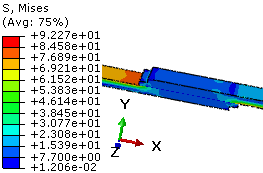 S, Mises
(Avg: 75%)
+9.227e+01
+8.458e+01
+7.689e+01
+6.921e+01
+6.152e+01
+5.383e+01
+4.614e+01
+3.845e+01
+3.077e+01
+2.308e+01
+1.539e+01
+7.700e+00
+1.206e-02
Y
Z
X